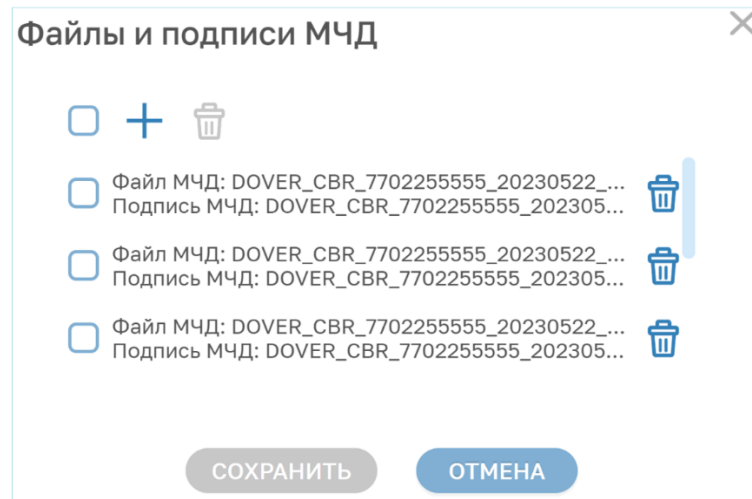 Файлы и подписи МЧД
Файл МЧД: DOVER_CBR_7702255555_20230522_...
Подпись МЧД: DOVER_CBR_7702255555_202305...
Файл МЧД: DOVER_CBR_7702255555_20230522_...
Подпись МЧД: DOVER_CBR_7702255555_202305...
Файл МЧД: DOVER_CBR_7702255555_20230522_...
Подпись МЧД: DOVER_CBR_7702255555_202305...
СОХРАНИТЬ ОТМЕНА